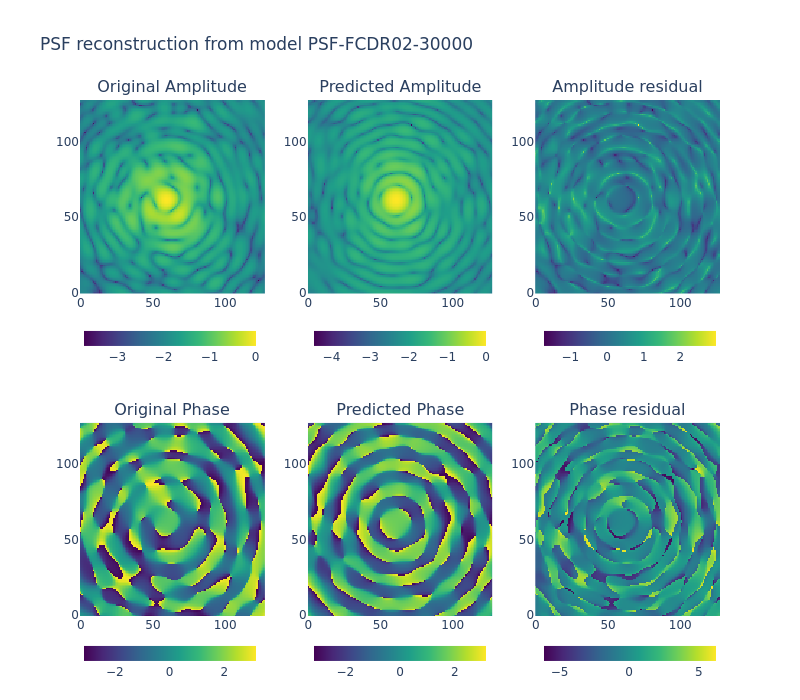 PSF reconstruction from model PSF-FCDR02-30000
Original Amplitude Predicted Amplitude Amplitude residual
100 100 100
50 50 50
0 0 0
0 50 100 0 50 100 0 50 100
−3 −2 −1 0 −4 −3 −2 −1 0 −1 0 1 2
Original Phase Predicted Phase Phase residual
100 100 100
50 50 50
0 0 0
0 50 100 0 50 100 0 50 100
−2 0 2 −2 0 2 −5 0 5